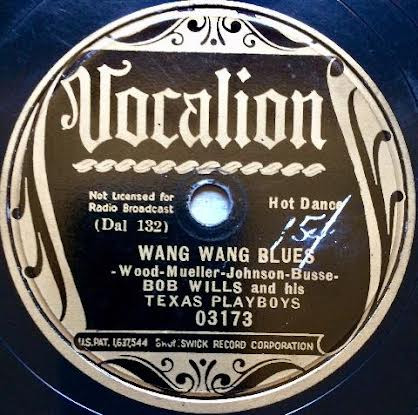 Vocalion
Not Licensed for
Radio Broadcast
(Dal 132)
Hot Dance
WANG WANG BLUES
-Wood-Mueller-Johnson-Busse-
BOB WILLS and his
TEXAS PLAYBOYS
03173
U.S.PAT. 1,637,544 RECORD CORPORATION